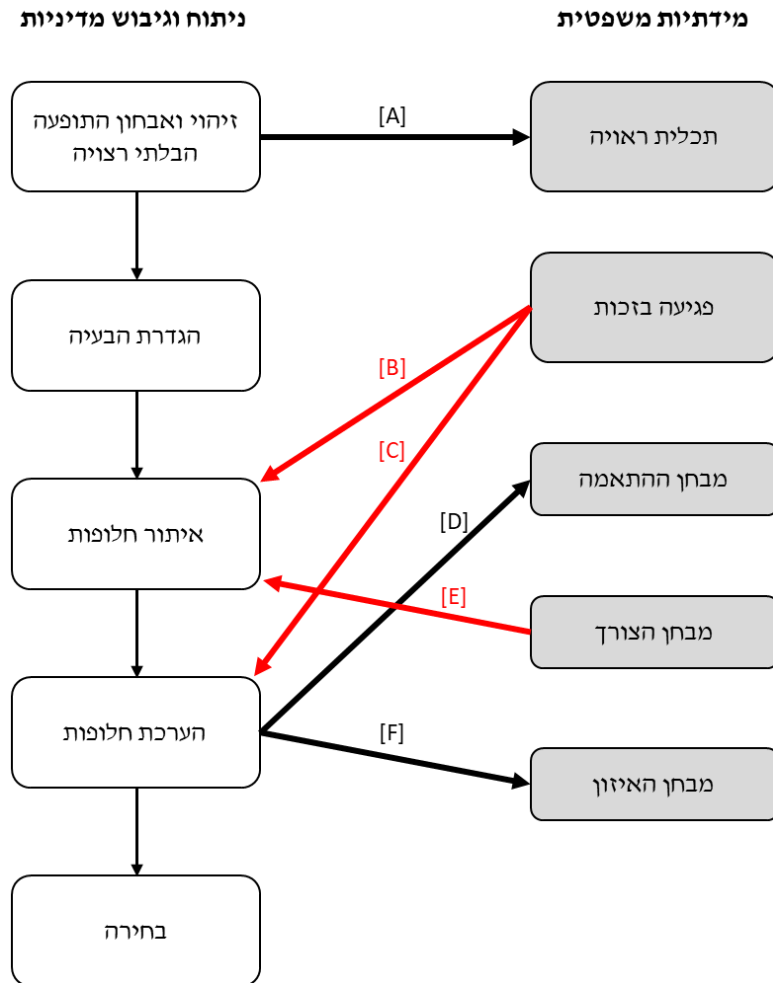 מידתיות משפטית
ניתוח וגיבוש מדיניות
תכלית ראויה
[A]
זיהוי ואבחון התופעה
הבלתי רצויה
פגיעה בזכות
הגדרת הבעיה
[B]
[C]
מבחן ההתאמה
[D]
איתור חלופות
[E]
מבחן הצורך
הערכת חלופות
[F]
מבחן האיזון
בחירה